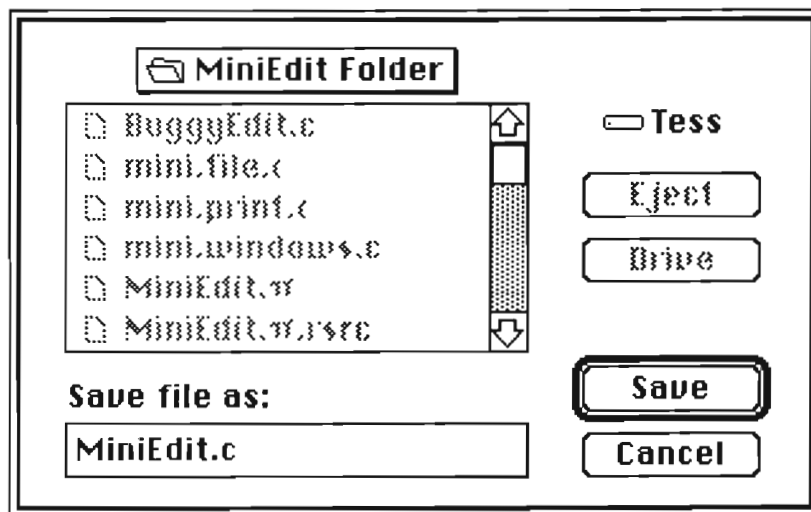 MiniEdit Folder
BuggyEdit.c
mini.file.c
mini.print.c
mini.windows.c
MiniEdit.π
MiniEdit.π.rsrc
Tess
Eject
Drive
Save file as:
MiniEdit.c
Save
Cancel